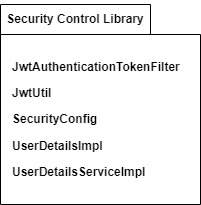 Security Control Library
JwtAuthenticationTokenFilter
JwtUtil
SecurityConfig
UserDetailsImpl
UserDetailsServiceImpl